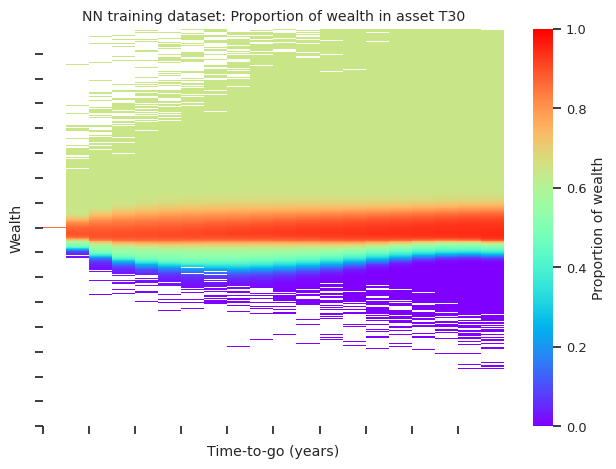 NN training dataset: Proportion of wealth in asset T30
Wealth
Time-to-go (years)
1.0
0.8
0.6
0.4
0.2
0.0
Proportion of wealth